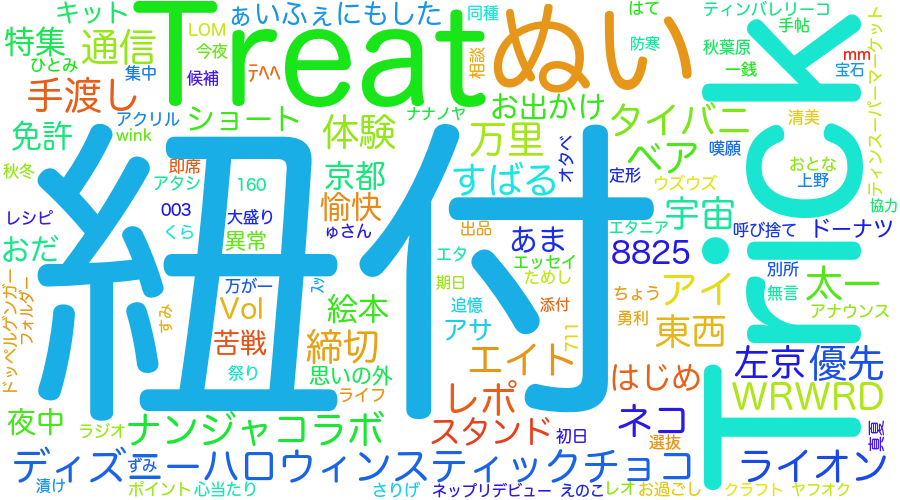 キット
Treat
ぁぃふぇにもした
同種
ぬい
はて
ティンバレリーコ
手帖
特集
通信
LOM
今夜
ひとみ
集中
候補
テヘヘ
相談
防寒
秋葉原
一銭
mm
宝石
ティンスーパーマーケット
手渡し
アクリル
ショート
体験
ナナノヤ
お出かけ
万里
タイバニ
清美
Trick
免許
wink
即席
京都
すばる
オタベ
ベア
嘆願
おとな
上野
定形
ウズウズ
秋冬
アタシ
160
レシピ
003
大盛り
愉快
ゅさん
出品
宇宙
協力
エタニア
呼び捨て
ドーナツ
紐付
おだ
くら
異常
エタ
あま
エッセイ
8825
別所
太一
万がー
ｽｯ
期日
ためし
アイ
無言
アナウンス
ドッペルゲンガー
フォルダー
すみ
Vol
絵本
追憶
添付
ちょう
アサ
勇利
東西
苦戦
締切
711
エイト
左京
優先
祭り
思いの外
はじめ
WRWRD
ライフ
レポ
夜中
ラジオ
ナンジャコラボ
スタンド
初日
ネコ
選抜
真夏
ディズニーハロウィンスティックチョコ
ずみ
ライオン
漬け
ポイント
心当たり
さりげ
ネップリデビュー
えのこ
レオ
お過ごし
クラフト
ヤフオク